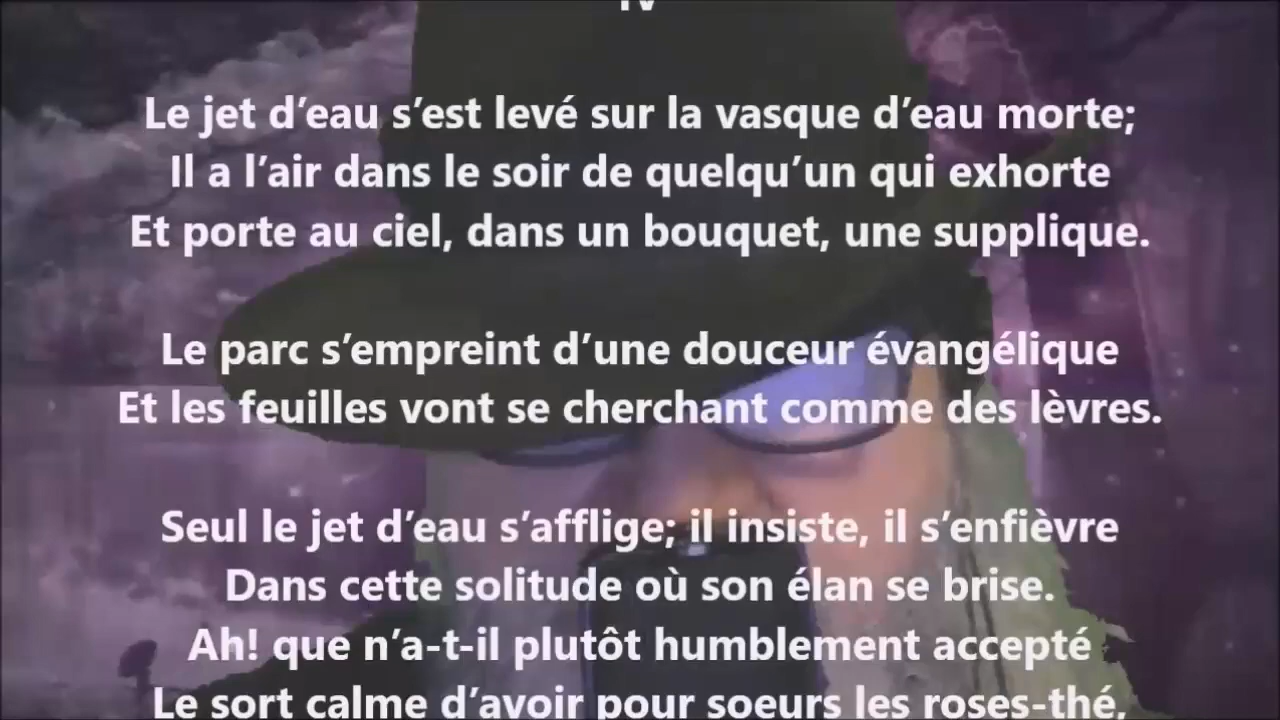 IV
Le jet d’eau s’est levé sur la vasque d’eau morte;
Il a l’air dans le soir de quelqu’un qui exhorte
Et porte au ciel, dans un bouquet, une supplique.
Le parc s’empreint d’une douceur évangélique
Et les feuilles vont se cherchant comme des lèvres.
Seul le jet d’eau s’afflige; il insiste, il s’enfièvre
Dans cette solitude où son élan se brise.
Ah! que n’a-t-il plutôt humblement accepté
Le sort calme d’avoir pour soeurs les roses-thé,